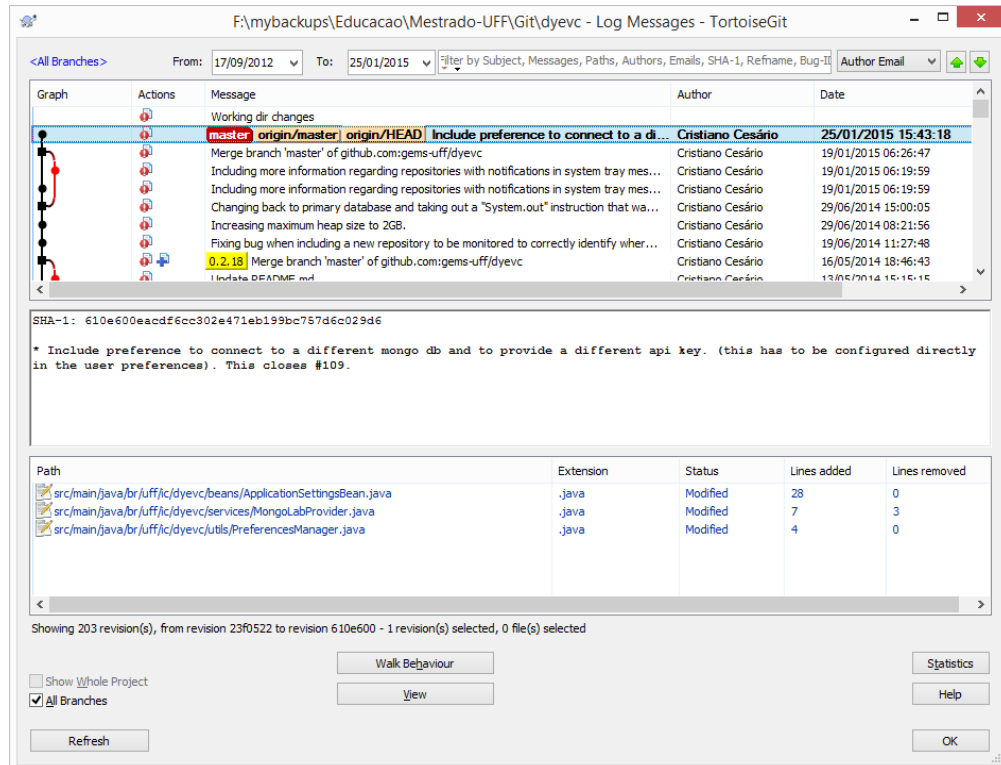 F:\mybackups\Educacao\Mestrado-UFF\Git\dyevc - Log Messages - TortoiseGit
<All Branches> From: 17/09/2012 To: 25/01/2015 Filter by Subject, Messages, Paths, Authors, Emails, SHA-1, Refname, Bug-ID Author Email
Graph Actions Message Author Date
Working dir changes
master origin/master origin/HEAD Include preference to connect to a di... Cristiano Cesário 25/01/2015 15:43:18
Merge branch 'master' of github.com:gems-uff/dyevc Cristiano Cesário 19/01/2015 06:26:47
Including more information regarding repositories with notifications in system tray mes... Cristiano Cesário 19/01/2015 06:19:59
Including more information regarding repositories with notifications in system tray mes... Cristiano Cesário 19/01/2015 06:19:59
Changing back to primary database and taking out a "System.out" instruction that wa... Cristiano Cesário 29/06/2014 15:00:05
Increasing maximum heap size to 2GB. Cristiano Cesário 29/06/2014 08:21:56
Fixing bug when including a new repository to be monitored to correctly identify wher... Cristiano Cesário 19/06/2014 11:27:48
0.2.18 Merge branch 'master' of github.com:gems-uff/dyevc Cristiano Cesário 16/05/2014 18:46:43
Update README.md Cristiano Cesário 13/05/2014 15:15:15
SHA-1: 610e600eacdf6cc302e471eb199bc757d6c029d6
* Include preference to connect to a different mongo db and to provide a different api key. (this has to be configured directly
in the user preferences). This closes #109.
Path Extension Status Lines added Lines removed
src/main/java/br/uff/ic/dyevc/beans/ApplicationSettingsBean.java .java Modified 28 0
src/main/java/br/uff/ic/dyevc/services/MongoLabProvider.java .java Modified 7 3
src/main/java/br/uff/ic/dyevc/utils/PreferencesManager.java .java Modified 4 0
Showing 203 revision(s), from revision 23f0522 to revision 610e600 - 1 revision(s) selected, 0 file(s) selected
Walk Behaviour Statistics
Show Whole Project
All Branches View Help
Refresh OK